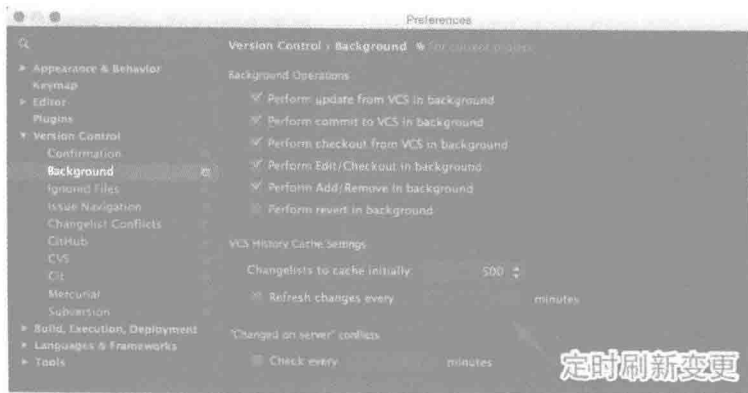 Preferences
Version Control › Background For current project
Appearance & Behavior
Keymap
Editor
Plugins
Version Control
Confirmation
Background
Ignored Files
Issue Navigation
Changelist Conflicts
GitHub
CVS
Git
Mercurial
Subversion
Build, Execution, Deployment
Languages & Frameworks
Tools
Background Operations
Perform update from VCS in background
Perform commit to VCS in background
Perform checkout from VCS in background
Perform Edit/Checkout in background
Perform Add/Remove in background
Perform revert in background
VCS History Cache Settings
Changelists to cache initially: 500
Refresh changes every minutes
"Changed on server" conflicts
Check every minutes
定时刷新变更